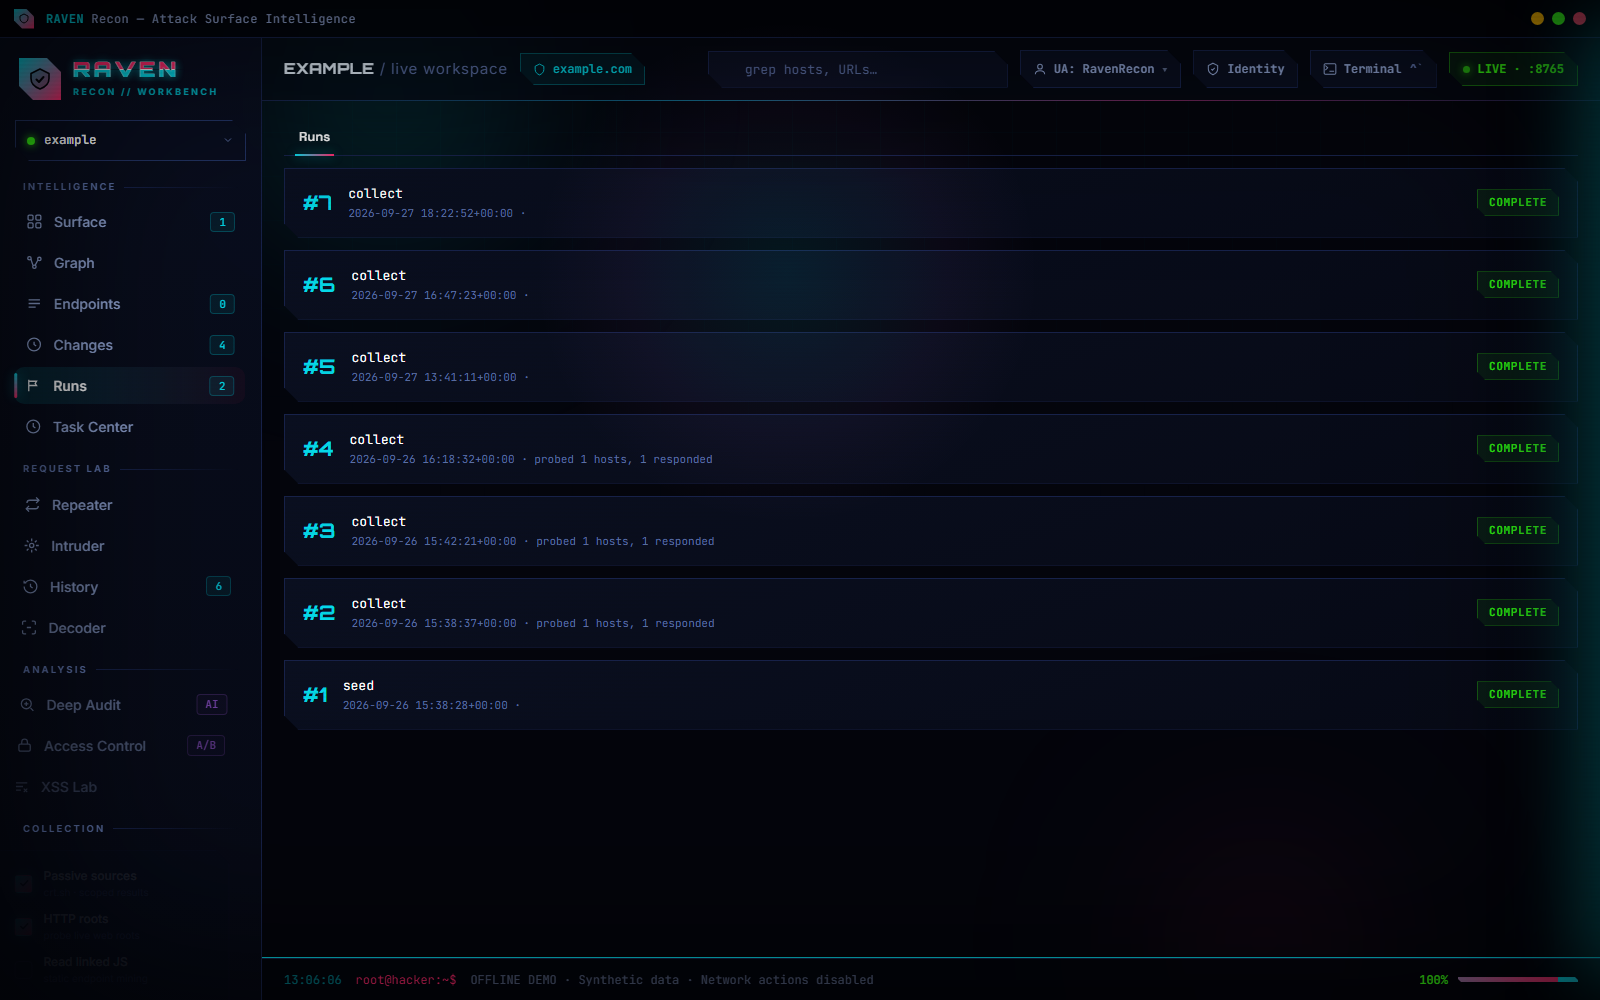 RAVEN Recon — Attack Surface Intelligence
RAVEN
RECON // WORKBENCH
EXAMPLE / live workspace
example.com
grep hosts, URLs…
UA: RavenRecon ▾
Identity
Terminal ^`
LIVE · :8765
example
INTELLIGENCE
Surface 1
Graph
Endpoints 0
Changes 4
Runs 2
Task Center
REQUEST LAB
Repeater
Intruder
History 6
Decoder
ANALYSIS
Deep Audit AI
Access Control A/B
XSS Lab
COLLECTION
Passive sources
HTTP roots
Read linked JS
Runs
#7 collect
2026-09-27 18:22:52+00:00 ·
COMPLETE
#6 collect
2026-09-27 16:47:23+00:00 ·
COMPLETE
#5 collect
2026-09-27 13:41:11+00:00 ·
COMPLETE
#4 collect
2026-09-26 16:18:32+00:00 · probed 1 hosts, 1 responded
COMPLETE
#3 collect
2026-09-26 15:42:21+00:00 · probed 1 hosts, 1 responded
COMPLETE
#2 collect
2026-09-26 15:38:37+00:00 · probed 1 hosts, 1 responded
COMPLETE
#1 seed
2026-09-26 15:38:28+00:00 ·
COMPLETE
13:06:06 root@hacker:~$ OFFLINE DEMO · Synthetic data · Network actions disabled
100%